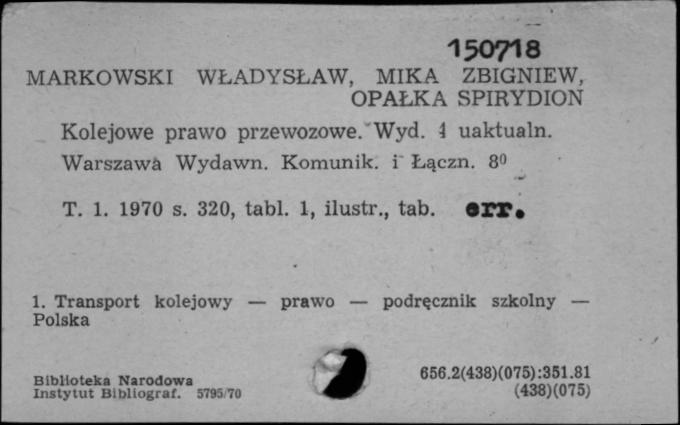 150718
MARKOWSKI WŁADYSŁAW, MIKA ZBIGNIEW,
OPAŁKA SPIRYDION
Kolejowe prawo przewozowe. Wyd. 4 uaktualn.
Warszawa Wydawn. Komunik. i Łączn. 8⁰
T. 1. 1970 s. 320, tabl. 1, ilustr., tab. err.
1. Transport kolejowy — prawo — podręcznik szkolny —
Polska
656.2(438)(075):351.81
(438)(075)
Biblioteka Narodowa
Instytut Bibliograf. 5795/70